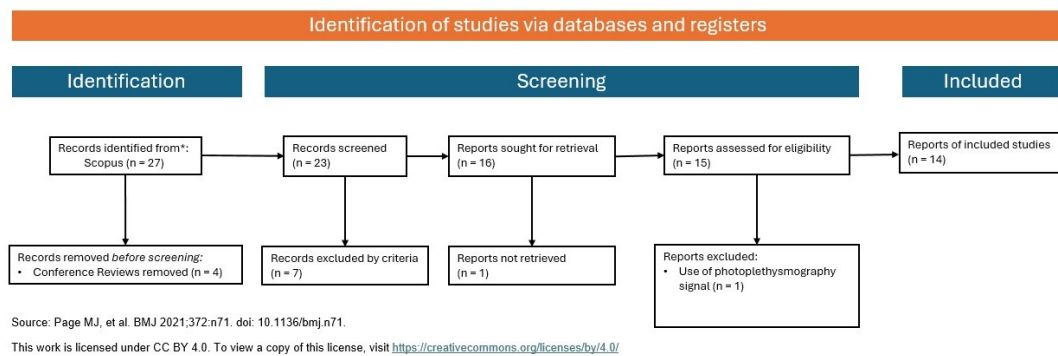 Identification of studies via databases and registers
Identification
Screening
Included
Records identified from*:
Scopus (n = 27)
Records screened
(n = 23)
Reports sought for retrieval
(n = 16)
Reports assessed for eligibility
(n = 15)
Reports of included studies
(n = 14)
Records removed before screening:
• Conference Reviews removed (n = 4)
Records excluded by criteria
(n = 7)
Reports not retrieved
(n = 1)
Reports excluded:
• Use of photoplethysmography
signal (n = 1)
Source: Page MJ, et al. BMJ 2021;372:n71. doi: 10.1136/bmj.n71.
This work is licensed under CC BY 4.0. To view a copy of this license, visit https://creativecommons.org/licenses/by/4.0/